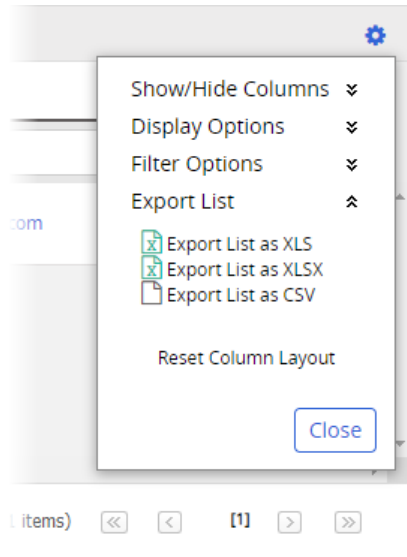 Show/Hide Columns
Display Options
Filter Options
Export List
com
Export List as XLS
Export List as XLSX
Export List as CSV
Reset Column Layout
Close
items) [1]